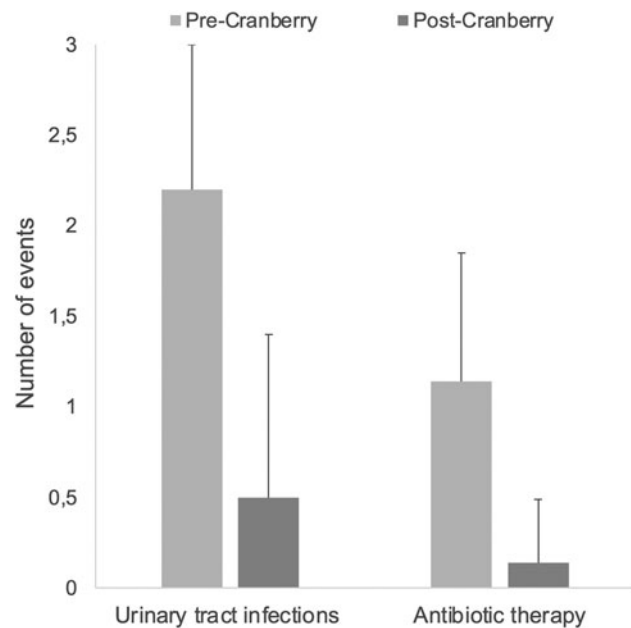 Pre-Cranberry Post-Cranberry
3
2,5
2
1,5
1
0,5
0
Number of events
Urinary tract infections Antibiotic therapy